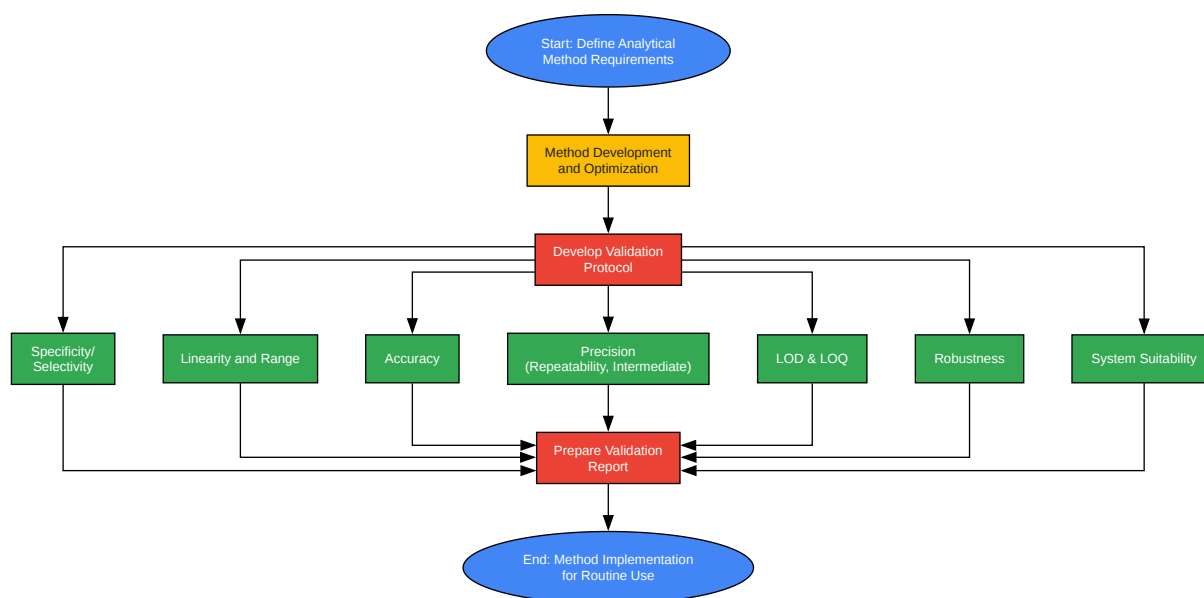 Start: Define Analytical
Method Requirements
Method Development
and Optimization
Develop Validation
Protocol
Specificity/
Selectivity
Linearity and Range
Accuracy
Precision
(Repeatability, Intermediate)
LOD & LOQ
Robustness
System Suitability
Prepare Validation
Report
End: Method Implementation
for Routine Use